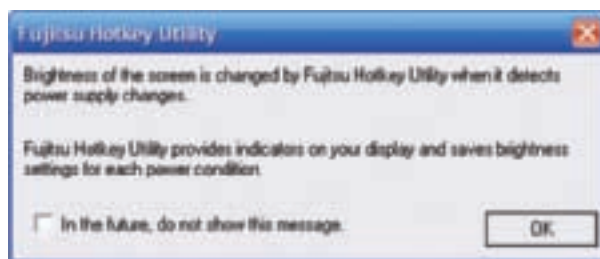 Fujitsu Hotkey Utility
Brightness of the screen is changed by Fujitsu Hotkey Utility when it detects
power supply changes.
Fujitsu Hotkey Utility provides indicators on your display and saves brightness
settings for each power condition.
In the future, do not show this message.
OK